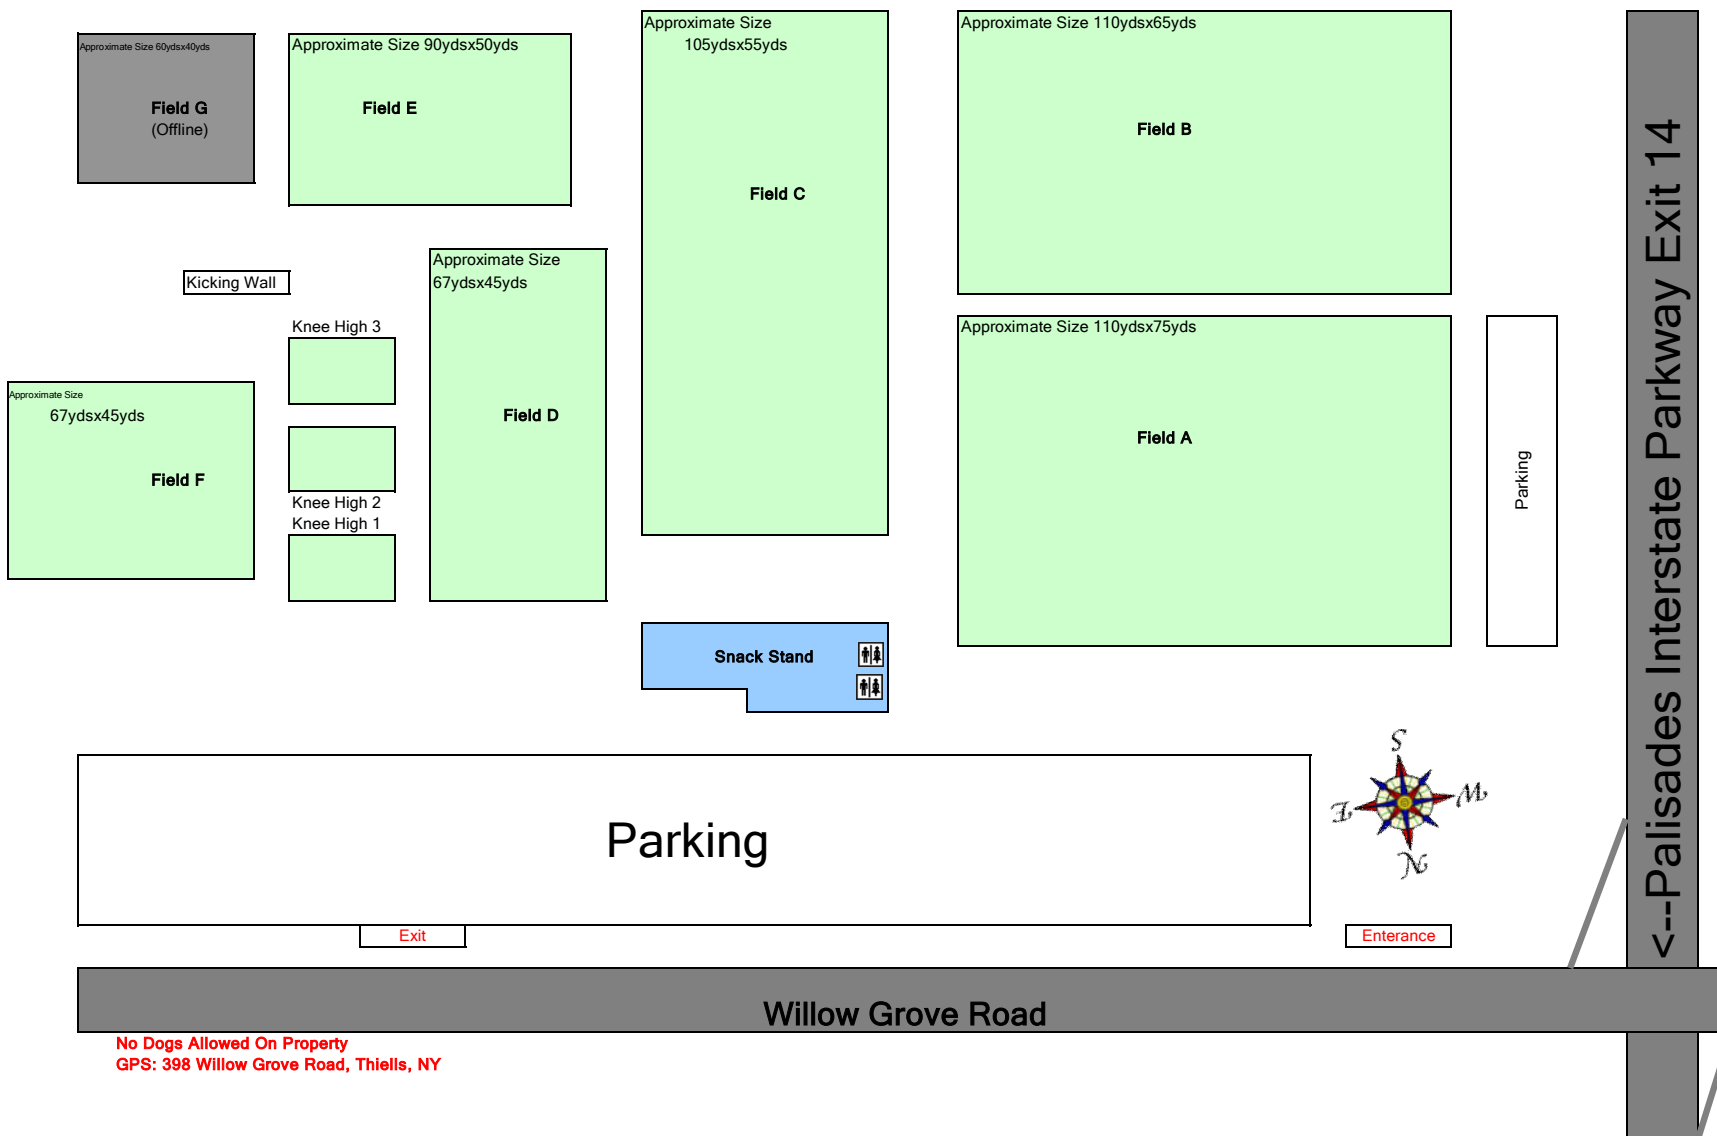 Approximate Size 60ydsx40yds
Field G
(Offline)
Approximate Size 90ydsx50yds
Field E
Approximate Size
105ydsx55yds
Field C
Approximate Size 110ydsx65yds
Field B
Kicking Wall
Knee High 3
Knee High 2
Knee High 1
Approximate Size
67ydsx45yds
Field D
Approximate Size
67ydsx45yds
Field F
Approximate Size 110ydsx75yds
Field A
Parking
<---Palisades Interstate Parkway Exit 14
Snack Stand
S
E
W
N
Parking
Exit
Enterance
Willow Grove Road
No Dogs Allowed On Property
GPS: 398 Willow Grove Road, Thiells, NY